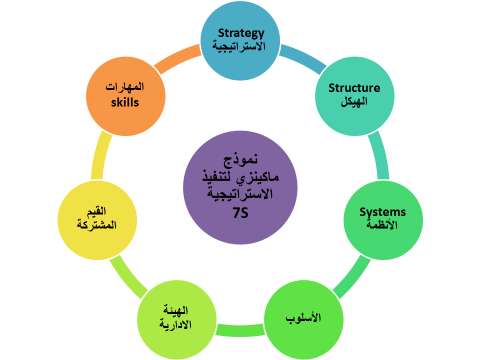 Strategy
الاستراتيجية
Structure
الهيكل
Systems
الأنظمة
الأسلوب
الهيئة
الادارية
القيم
المشتركة
المهارات
skills
نموذج
ماكينزي لتنفيذ
الاستراتيجية
7S